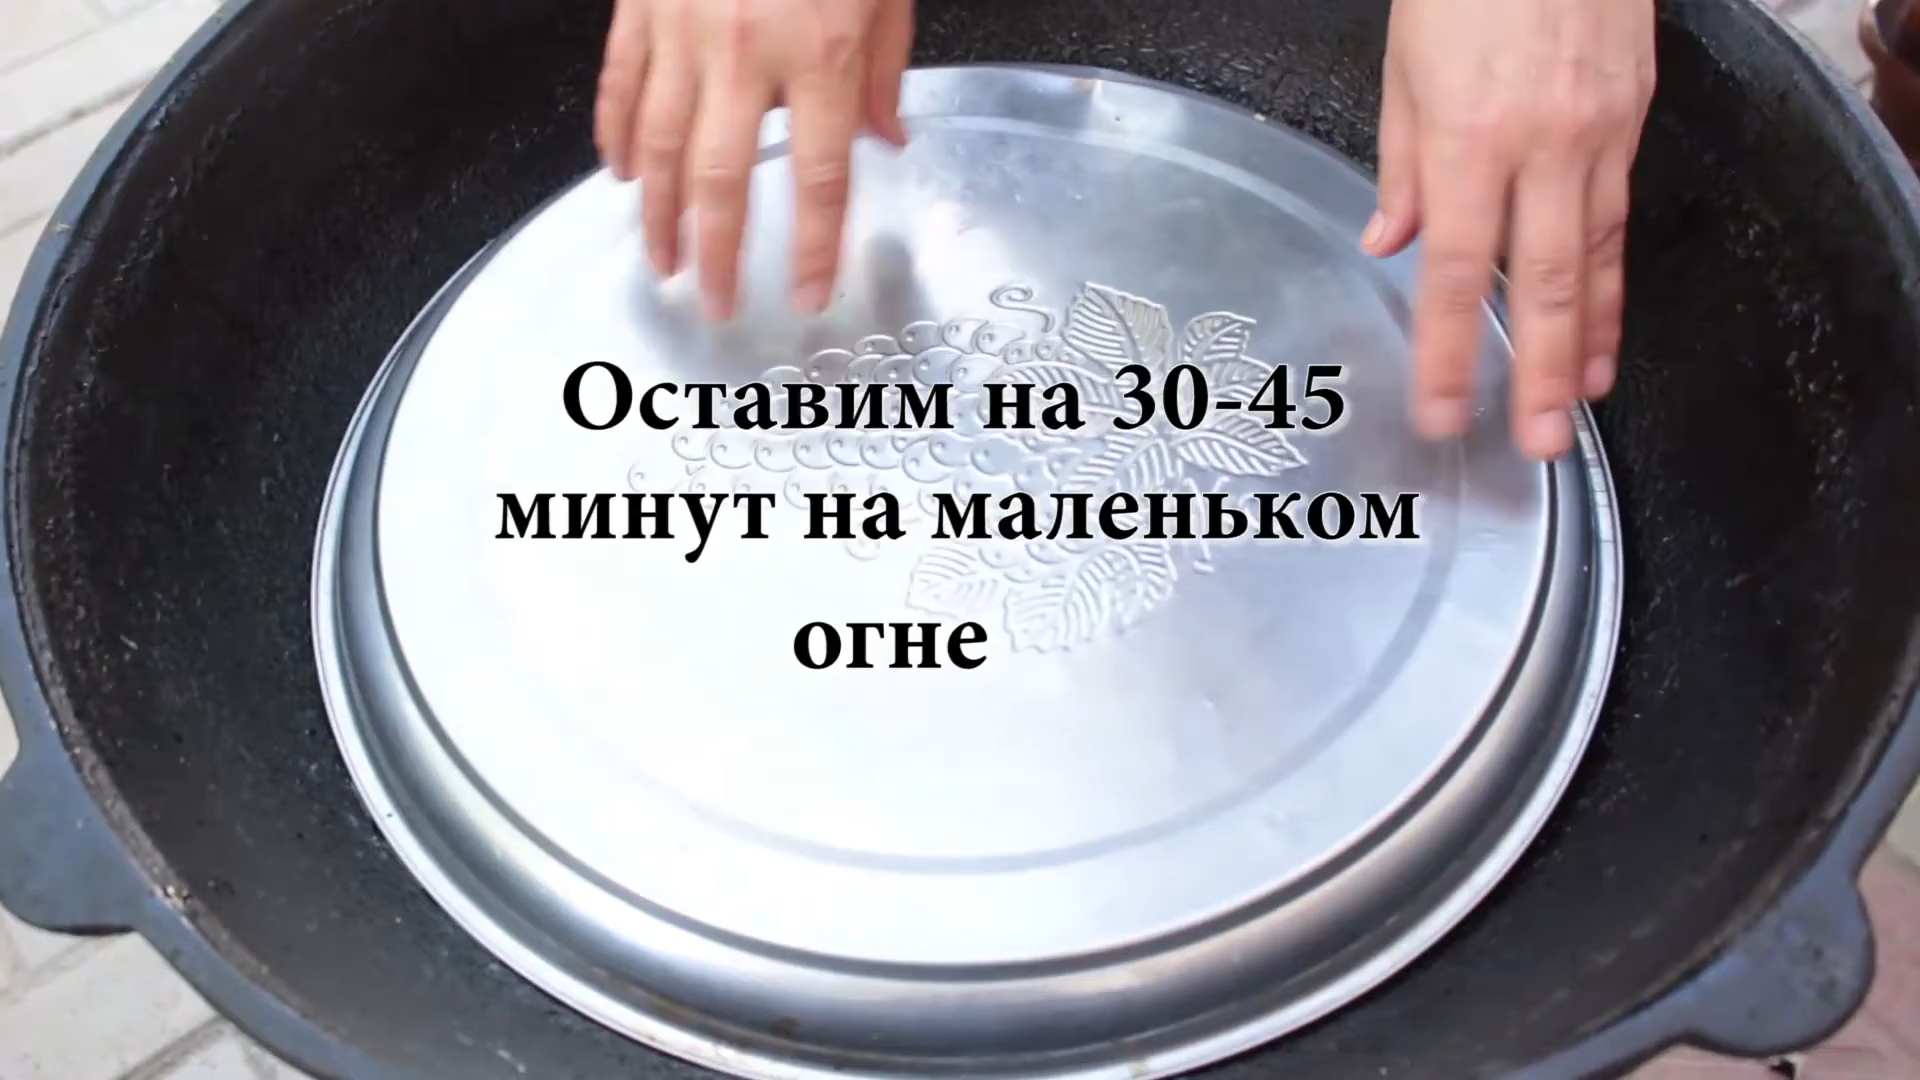 Оставим на 30-45
минут на маленьком
огне